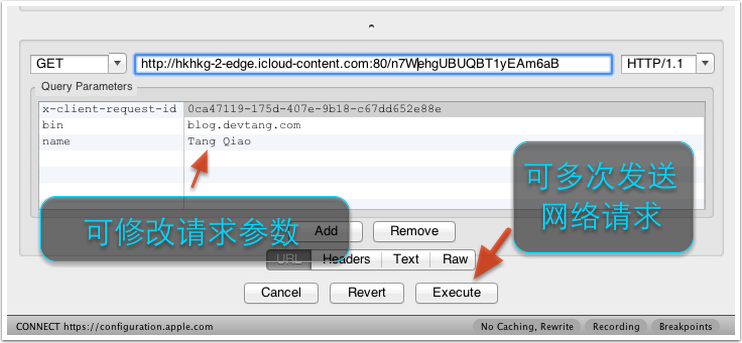 GET http://hkhkg-2-edge.icloud-content.com:80/n7WehgUBUQBT1yEAm6aB HTTP/1.1
Query Parameters
x-client-request-id 0ca47119-175d-407e-9b18-c67dd652e88e
bin blog.devtang.com
name Tang Qiao
可多次发送
网络请求
可修改请求参数
Add Remove
URL Headers Text Raw
Cancel Revert Execute
CONNECT https://configuration.apple.com No Caching, Rewrite Recording Breakpoints